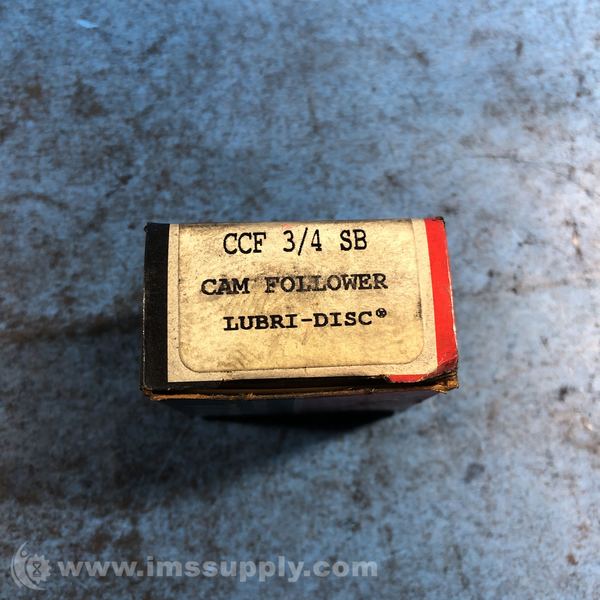 CCF 3/4 SB
CAM FOLLOWER
LUBRI-DISC®
www.imssupply.com